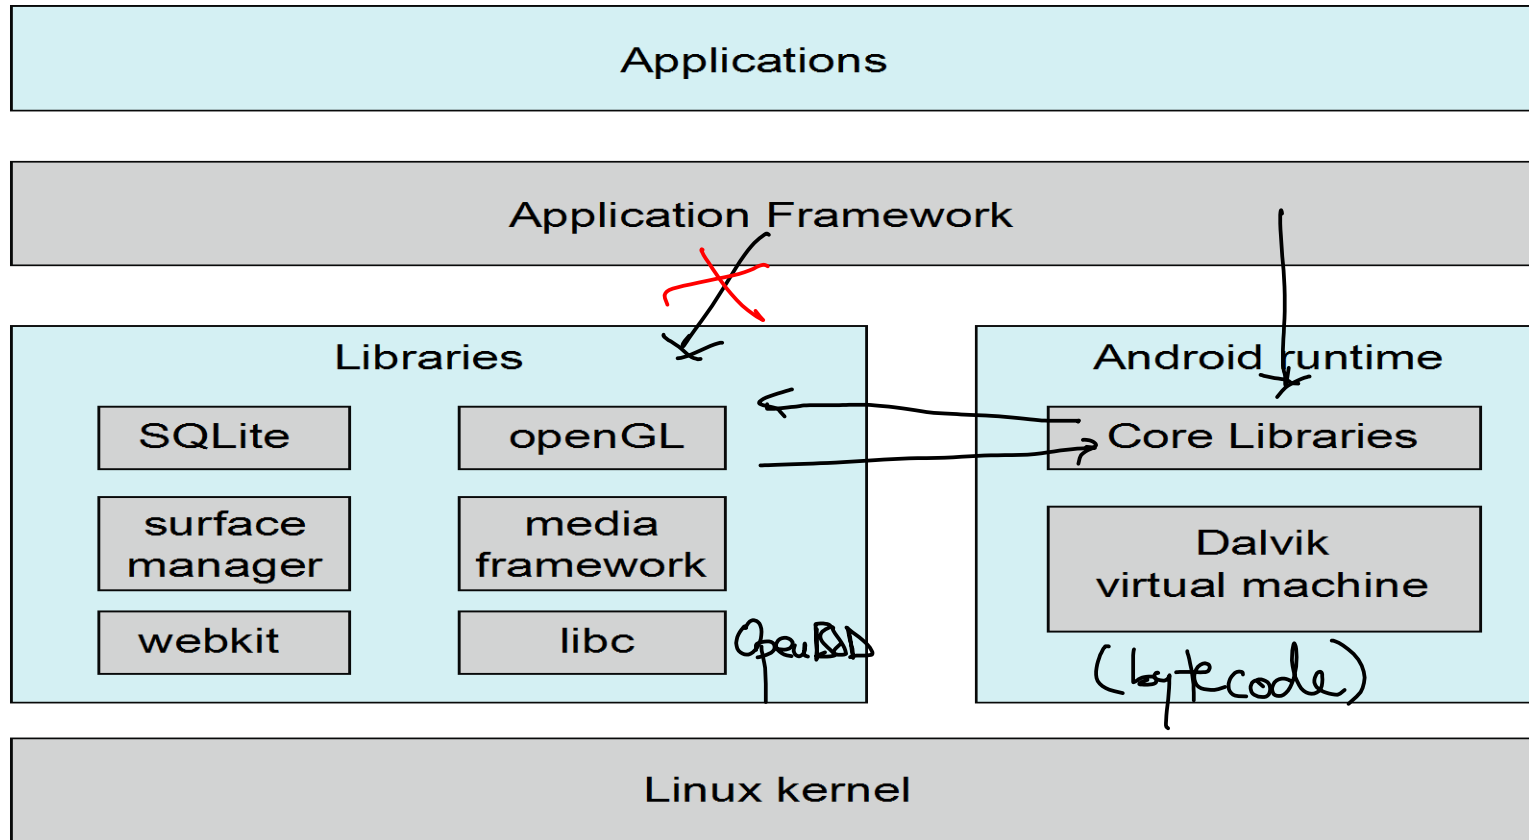 Applications
Application Framework
Libraries
SQLite
openGL
surface
manager
media
framework
webkit
libc
OpenBSD
Android runtime
Core Libraries
Dalvik
virtual machine
(bytecode)
Linux kernel